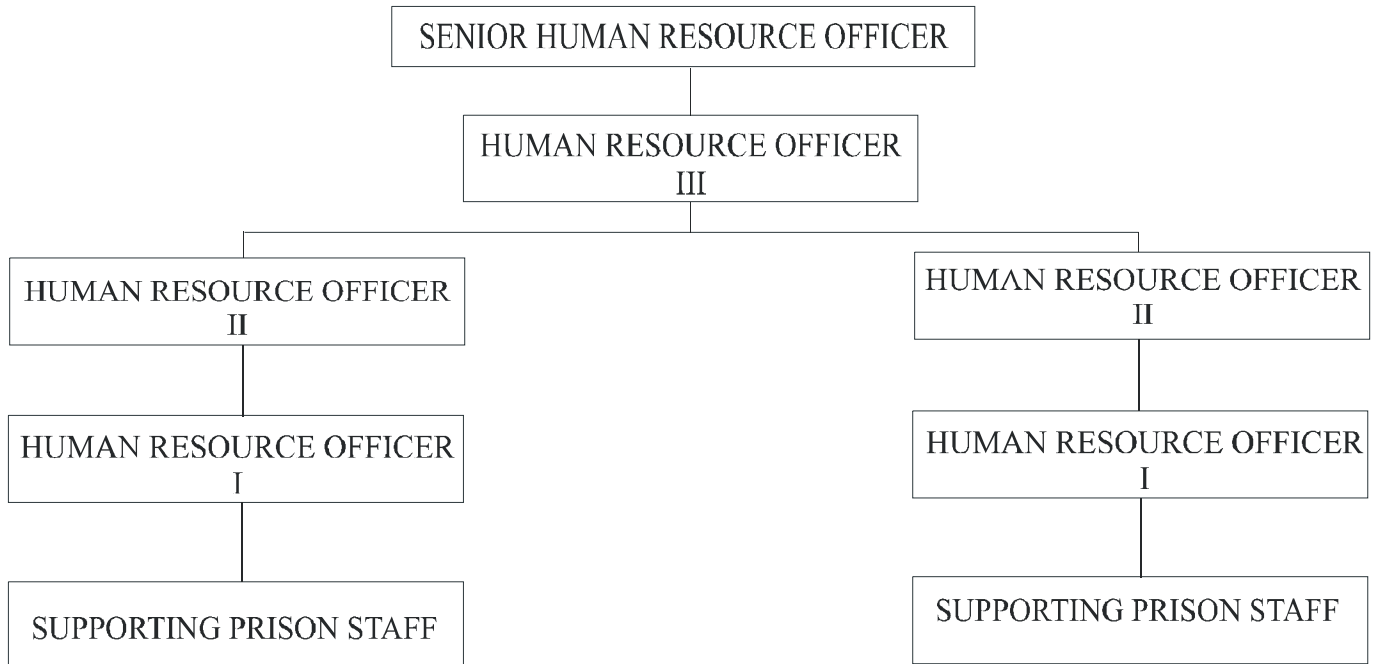 SENIOR HUMAN RESOURCE OFFICER
HUMAN RESOURCE OFFICER
III
HUMAN RESOURCE OFFICER
II
HUMAN RESOURCE OFFICER
II
HUMAN RESOURCE OFFICER
I
HUMAN RESOURCE OFFICER
I
SUPPORTING PRISON STAFF
SUPPORTING PRISON STAFF